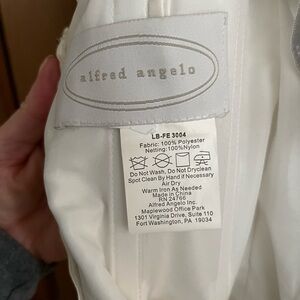 alfred angelo
LB-FE 3004
Fabric: 100% Polyester
Netting:100%Nylon
Do Not Wash, Do Not Dryclean
Spot Clean By Hand if Necessary
Air Dry
Warm Iron As Needed
Made in China
RN 24766
Alfred Angelo Inc.
Maplewood Office Park
1301 Virginia Drive, Suite 110
Fort Washington, PA 19034